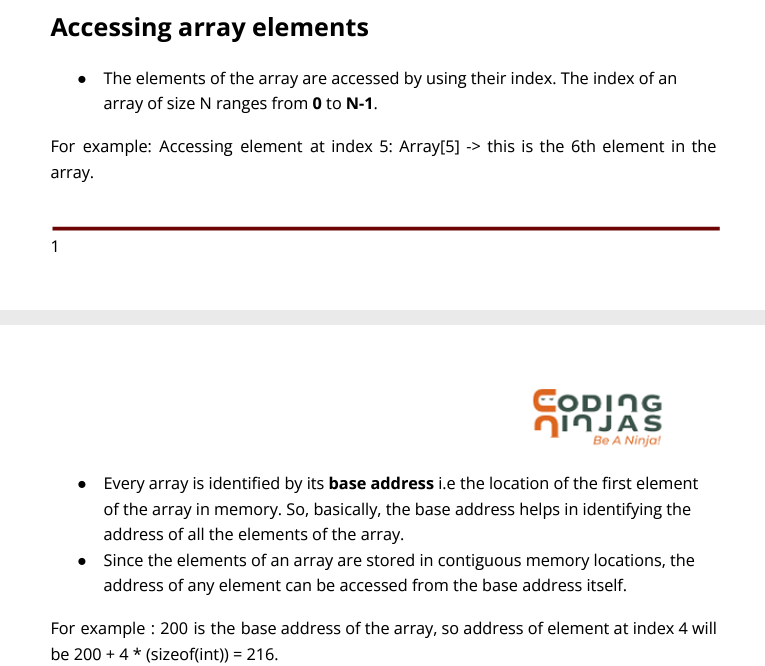 Accessing array elements
● The elements of the array are accessed by using their index. The index of an
array of size N ranges from 0 to N-1.
For example: Accessing element at index 5: Array[5] -> this is the 6th element in the
array.
1
CODING
NINJAS
Be A Ninja!
● Every array is identified by its base address i.e the location of the first element
of the array in memory. So, basically, the base address helps in identifying the
address of all the elements of the array.
● Since the elements of an array are stored in contiguous memory locations, the
address of any element can be accessed from the base address itself.
For example : 200 is the base address of the array, so address of element at index 4 will
be 200 + 4 * (sizeof(int)) = 216.